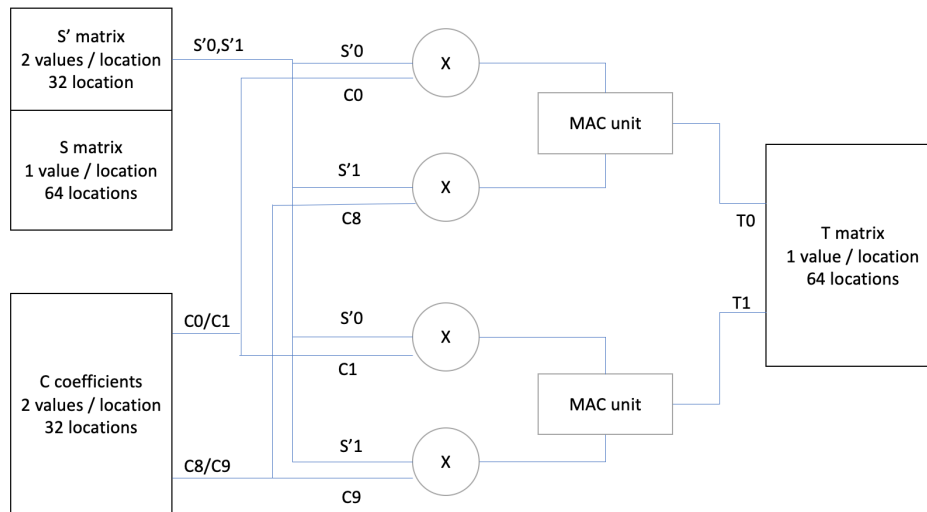 S’ matrix
2 values / location
32 location
S matrix
1 value / location
64 locations
S’0,S’1
S’0
C0
X
MAC unit
S’1
C8
X
T0
T matrix
1 value / location
64 locations
T1
C coefficients
2 values / location
32 locations
C0/C1
C8/C9
S’0
C1
X
MAC unit
S’1
C9
X